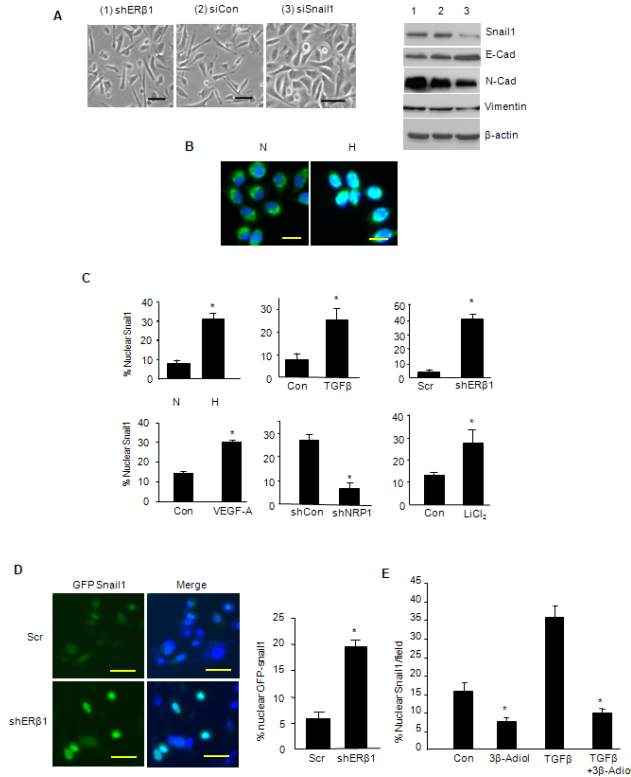 A
(1) shERβ1 (2) siCon (3) siSnail1
1 2 3
Snail1
E-Cad
N-Cad
Vimentin
β-actin
B
N H
C
% Nuclear Snail1
40
30
20
10
0
*
N H
30
20
10
0
*
Con TGFβ
50
40
30
20
10
0
*
Scr shERβ1
% Nuclear Snail1
40
30
20
10
0
*
Con VEGF-A
30
20
10
0
*
shCon shNRP1
40
30
20
10
0
*
Con LiCl₂
D
GFP Snail1 Merge
Scr
shERβ1
% nuclear GFP-snail1
25
20
15
10
5
0
*
Scr shERβ1
E
% Nuclear Snail1/field
45
40
35
30
25
20
15
10
5
0
* *
Con 3β-Adiol TGFβ TGFβ
+3β-Adiol